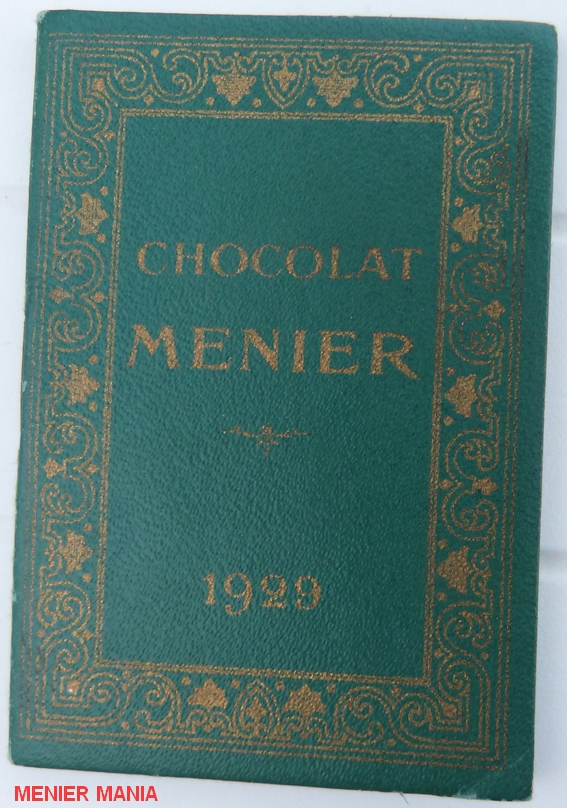 CHOCOLAT
MENIER
1929
MENIER MANIA